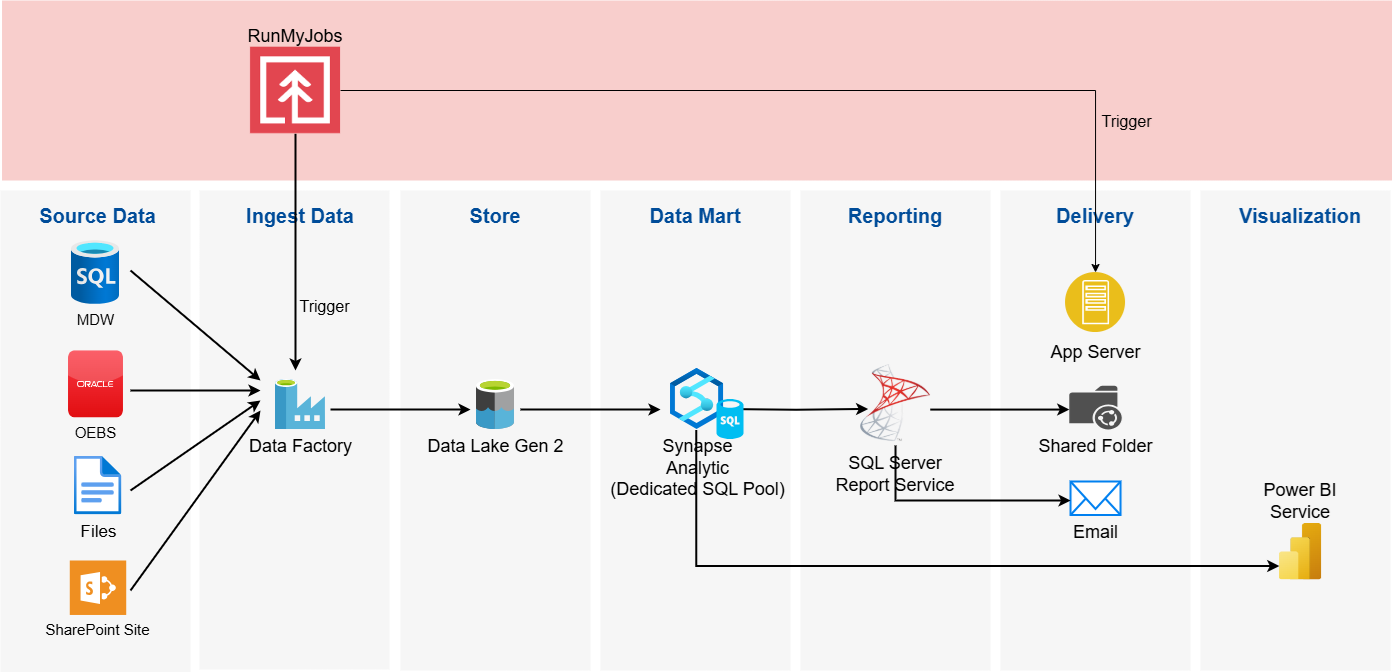 RunMyJobs
Trigger
Source Data
Ingest Data
Store
Data Mart
Reporting
Delivery
Visualization
SQL
MDW
Trigger
ORACLE
OEBS
Files
S
SharePoint Site
Data Factory
Data Lake Gen 2
SQL
Synapse
Analytic
(Dedicated SQL Pool)
SQL Server
Report Service
App Server
Shared Folder
Email
Power BI
Service